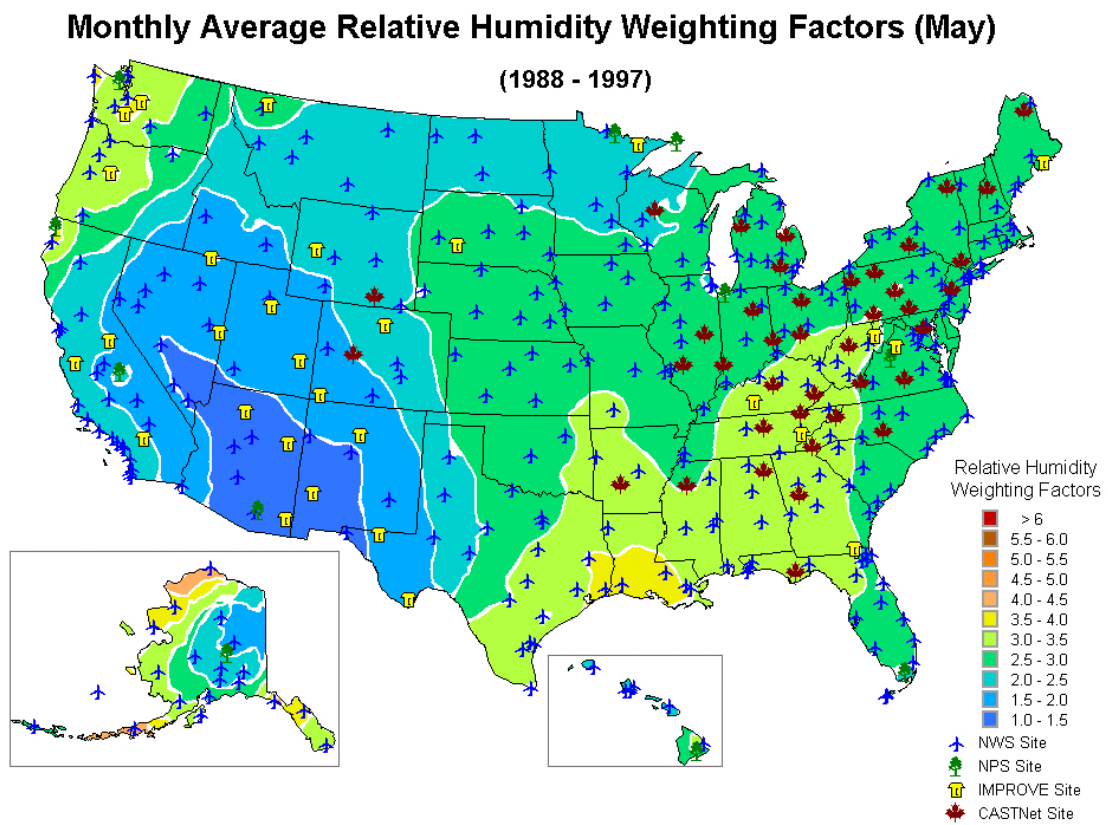 Monthly Average Relative Humidity Weighting Factors (May)
(1988 - 1997)
Relative Humidity
Weighting Factors
> 6
5.5 - 6.0
5.0 - 5.5
4.5 - 5.0
4.0 - 4.5
3.5 - 4.0
3.0 - 3.5
2.5 - 3.0
2.0 - 2.5
1.5 - 2.0
1.0 - 1.5
NWS Site
NPS Site
IMPROVE Site
CASTNet Site